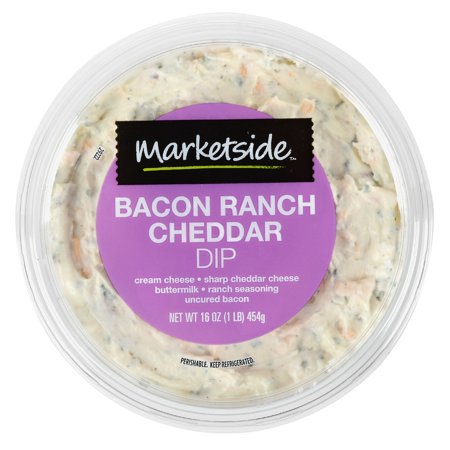 marketside™
BACON RANCH
CHEDDAR
DIP
cream cheese • sharp cheddar cheese
buttermilk • ranch seasoning
uncured bacon
NET WT 16 OZ (1 LB) 454g
PERISHABLE. KEEP REFRIGERATED.